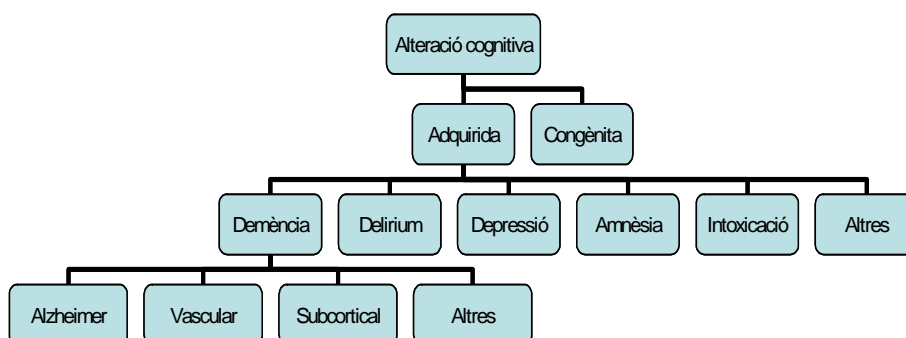 Alteració cognitiva
Adquirida
Congènita
Demència
Delirium
Depressió
Amnèsia
Intoxicació
Altres
Alzheimer
Vascular
Subcortical
Altres